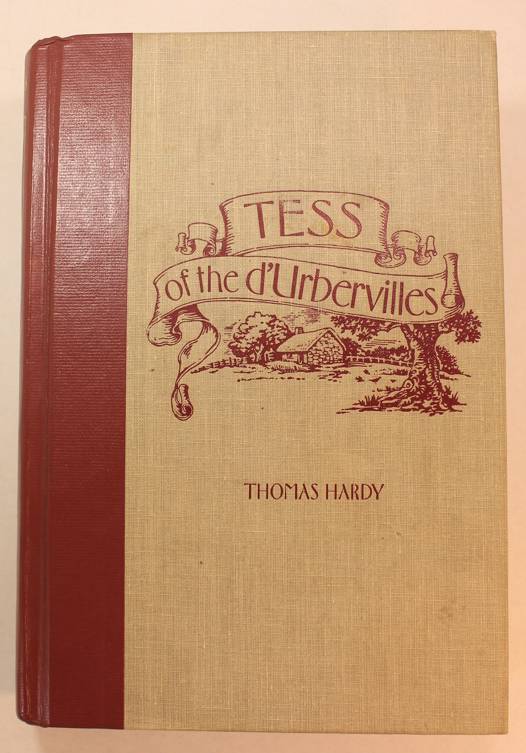 TESS
of the d'Urbervilles
THOMAS HARDY